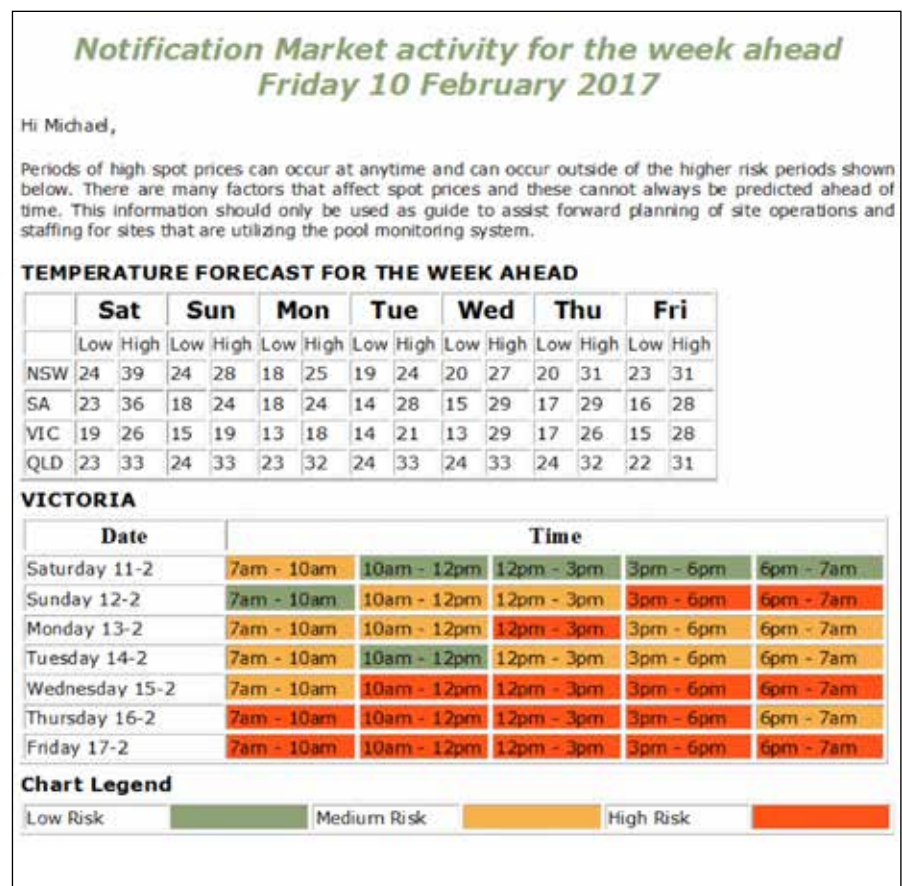 Notification Market activity for the week ahead
Friday 10 February 2017
Hi Michael,
Periods of high spot prices can occur at anytime and can occur outside of the higher risk periods shown
below. There are many factors that affect spot prices and these cannot always be predicted ahead of
time. This information should only be used as guide to assist forward planning of site operations and
staffing for sites that are utilizing the pool monitoring system.
TEMPERATURE FORECAST FOR THE WEEK AHEAD
Sat Sun Mon Tue Wed Thu Fri
Low High Low High Low High Low High Low High Low High Low High
NSW 24 39 24 28 18 25 19 24 20 27 20 31 23 31
SA 23 36 18 24 18 24 14 28 15 29 17 29 16 28
VIC 19 26 15 19 13 18 14 21 13 29 17 26 15 28
QLD 23 33 24 33 23 32 24 33 24 33 24 32 22 31
VICTORIA
Date Time
Saturday 11-2 7am - 10am 10am - 12pm 12pm - 3pm 3pm - 6pm 6pm - 7am
Sunday 12-2 7am - 10am 10am - 12pm 12pm - 3pm 3pm - 6pm 6pm - 7am
Monday 13-2 7am - 10am 10am - 12pm 12pm - 3pm 3pm - 6pm 6pm - 7am
Tuesday 14-2 7am - 10am 10am - 12pm 12pm - 3pm 3pm - 6pm 6pm - 7am
Wednesday 15-2 7am - 10am 10am - 12pm 12pm - 3pm 3pm - 6pm 6pm - 7am
Thursday 16-2 7am - 10am 10am - 12pm 12pm - 3pm 3pm - 6pm 6pm - 7am
Friday 17-2 7am - 10am 10am - 12pm 12pm - 3pm 3pm - 6pm 6pm - 7am
Chart Legend
Low Risk Medium Risk High Risk